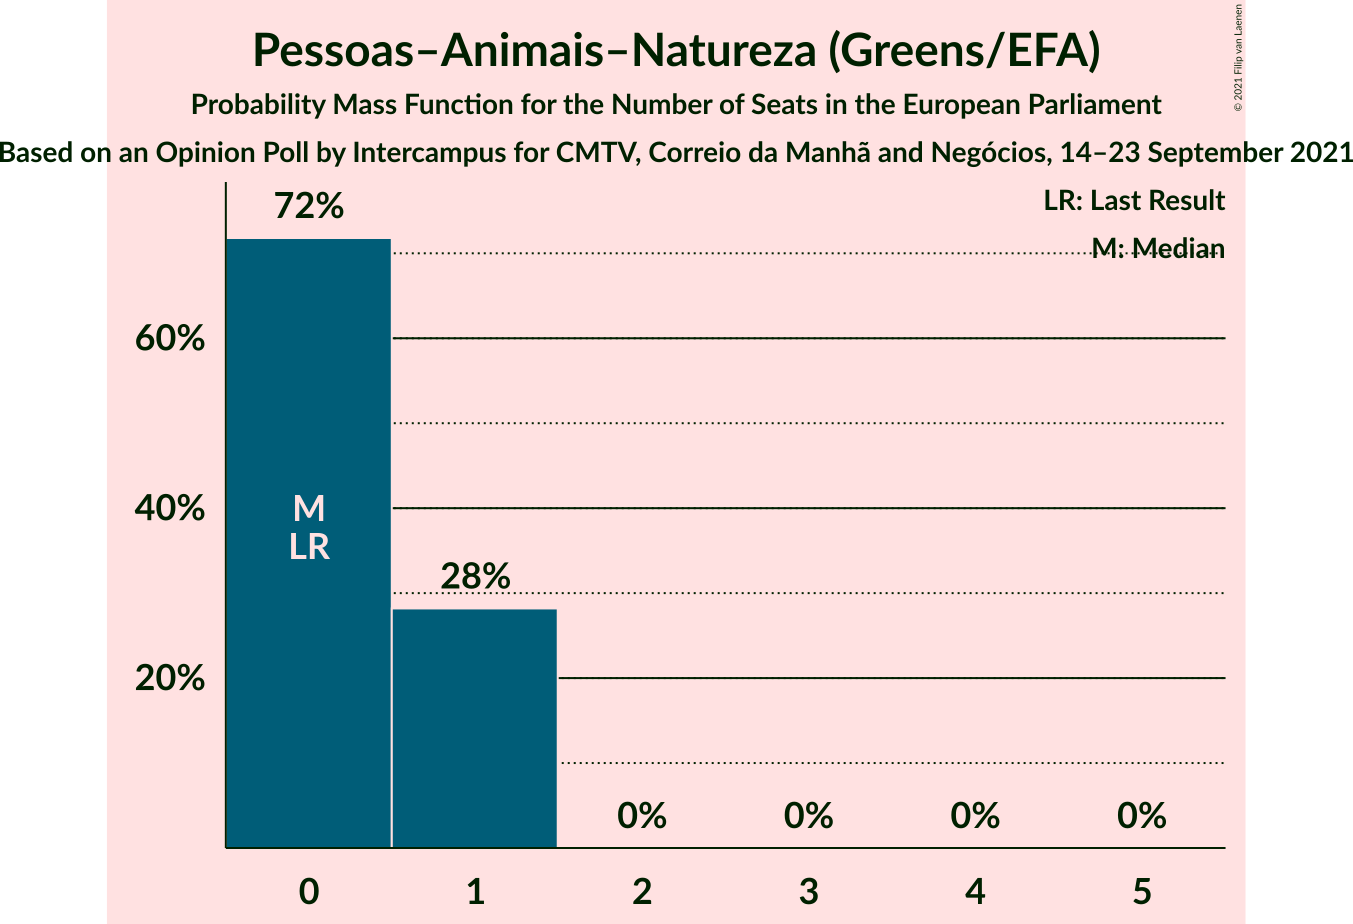 Pessoas–Animais–Natureza (Greens/EFA)
Probability Mass Function for the Number of Seats in the European Parliament
Based on an Opinion Poll by Intercampus for CMTV, Correio da Manhã and Negócios, 14–23 September 2021
© 2021 Filip van Laenen
LR: Last Result
M: Median
72%
60%
40%
20%
M
LR
28%
0% 0% 0% 0%
0 1 2 3 4 5